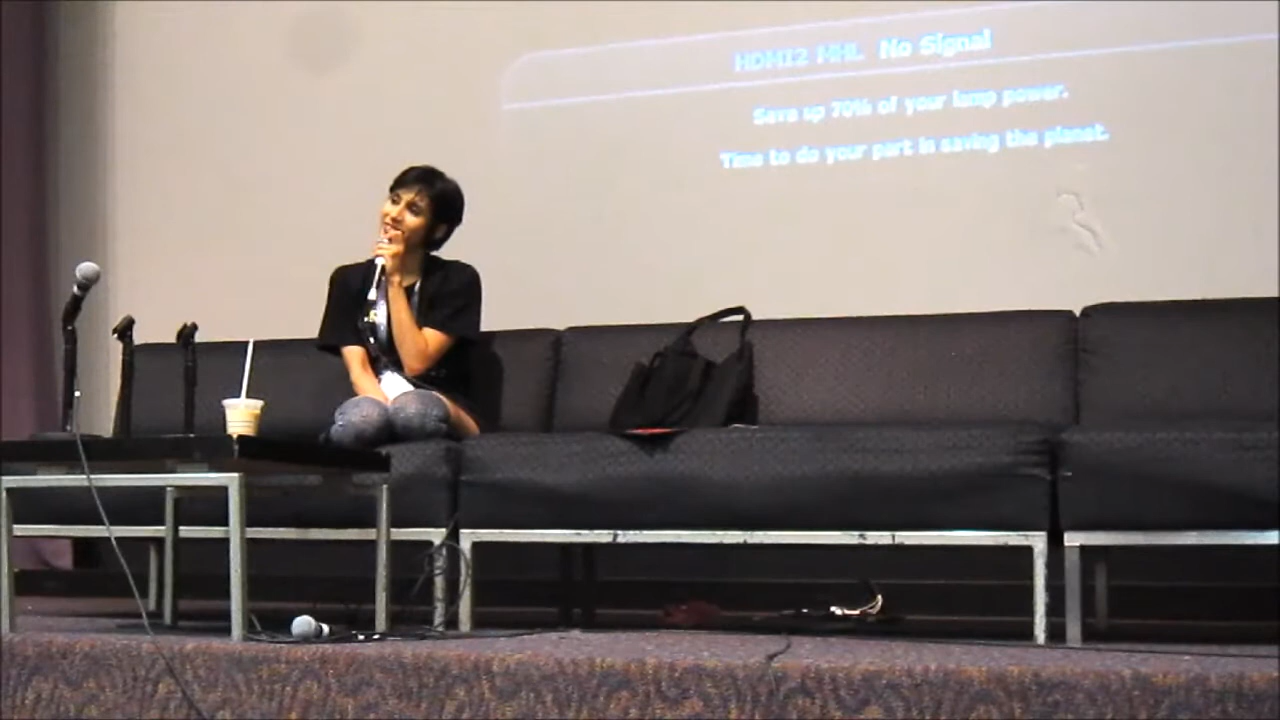 HDMI2 MHL No Signal
Save up 70% of your lamp power.
Time to do your part in saving the planet.